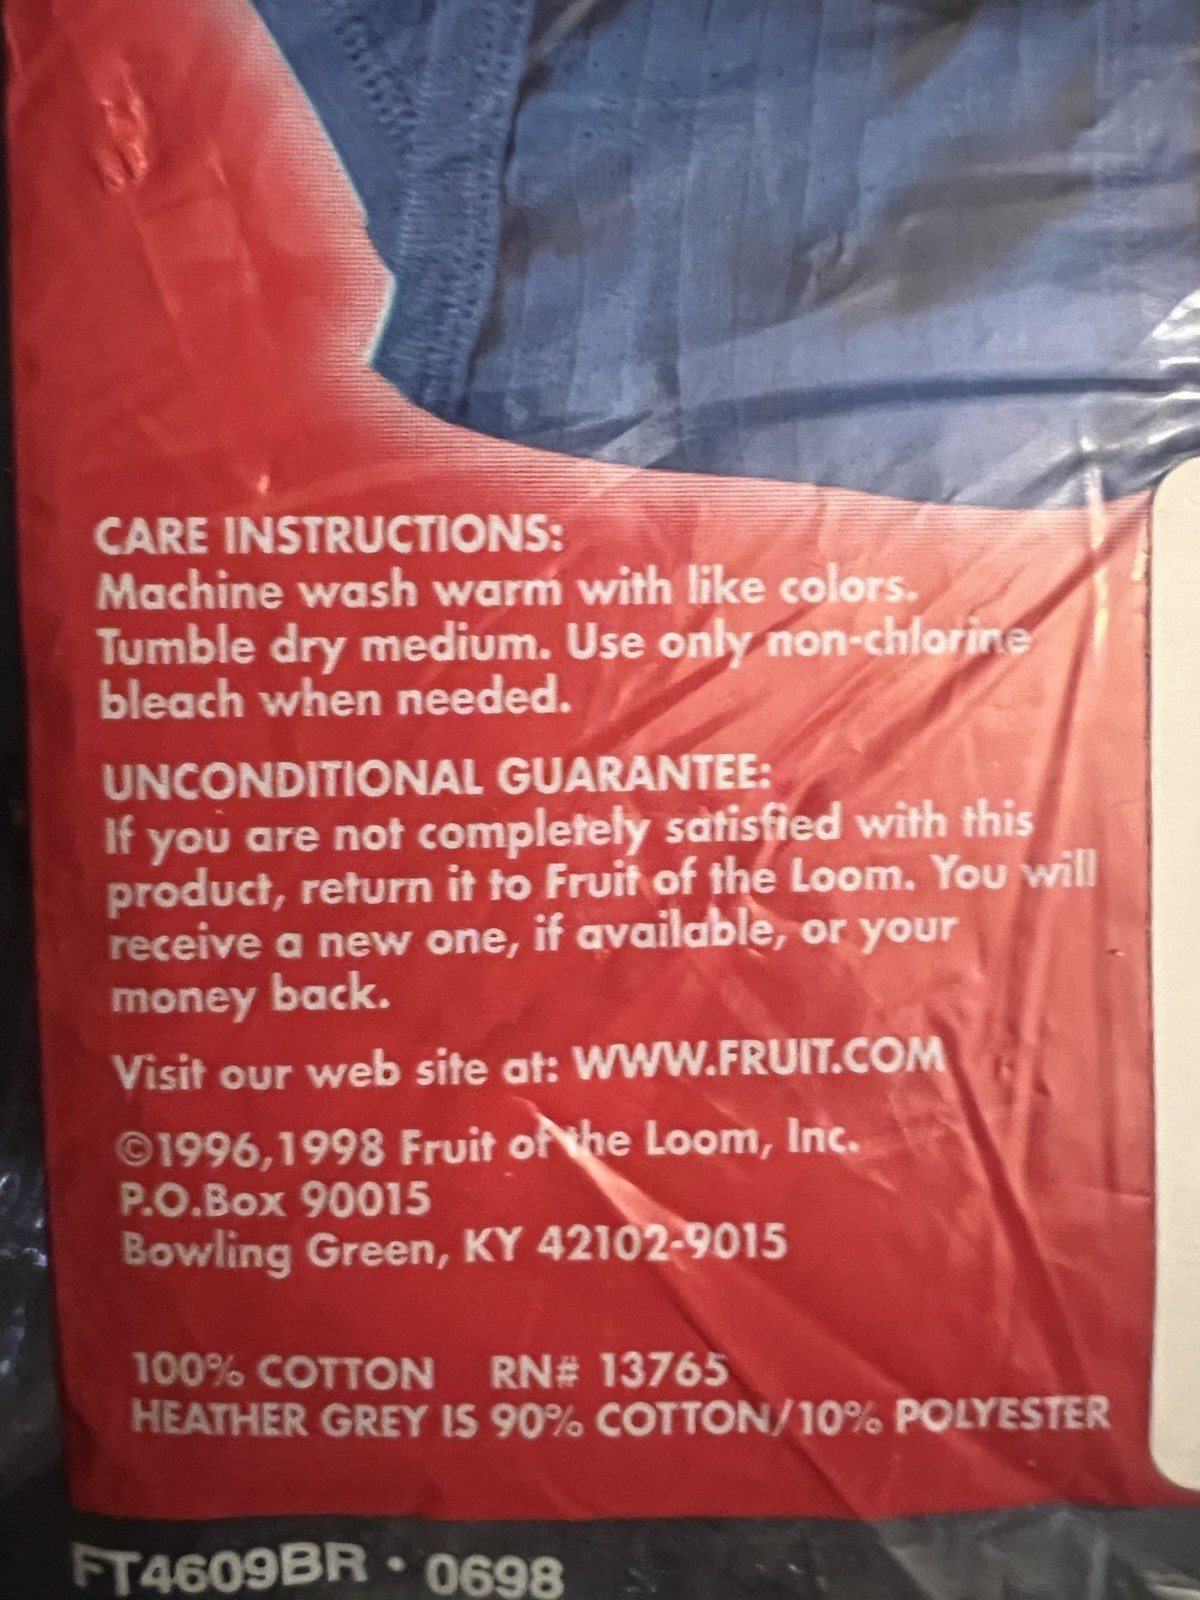 CARE INSTRUCTIONS:
Machine wash warm with like colors.
Tumble dry medium. Use only non-chlorine
bleach when needed.
UNCONDITIONAL GUARANTEE:
If you are not completely satisfied with this
product, return it to Fruit of the Loom. You will
receive a new one, if available, or your
money back.
Visit our web site at: WWW.FRUIT.COM
©1996,1998 Fruit of the Loom, Inc.
P.O.Box 90015
Bowling Green, KY 42102-9015
100% COTTON RN# 13765
HEATHER GREY IS 90% COTTON/10% POLYESTER
FT4609BR • 0698